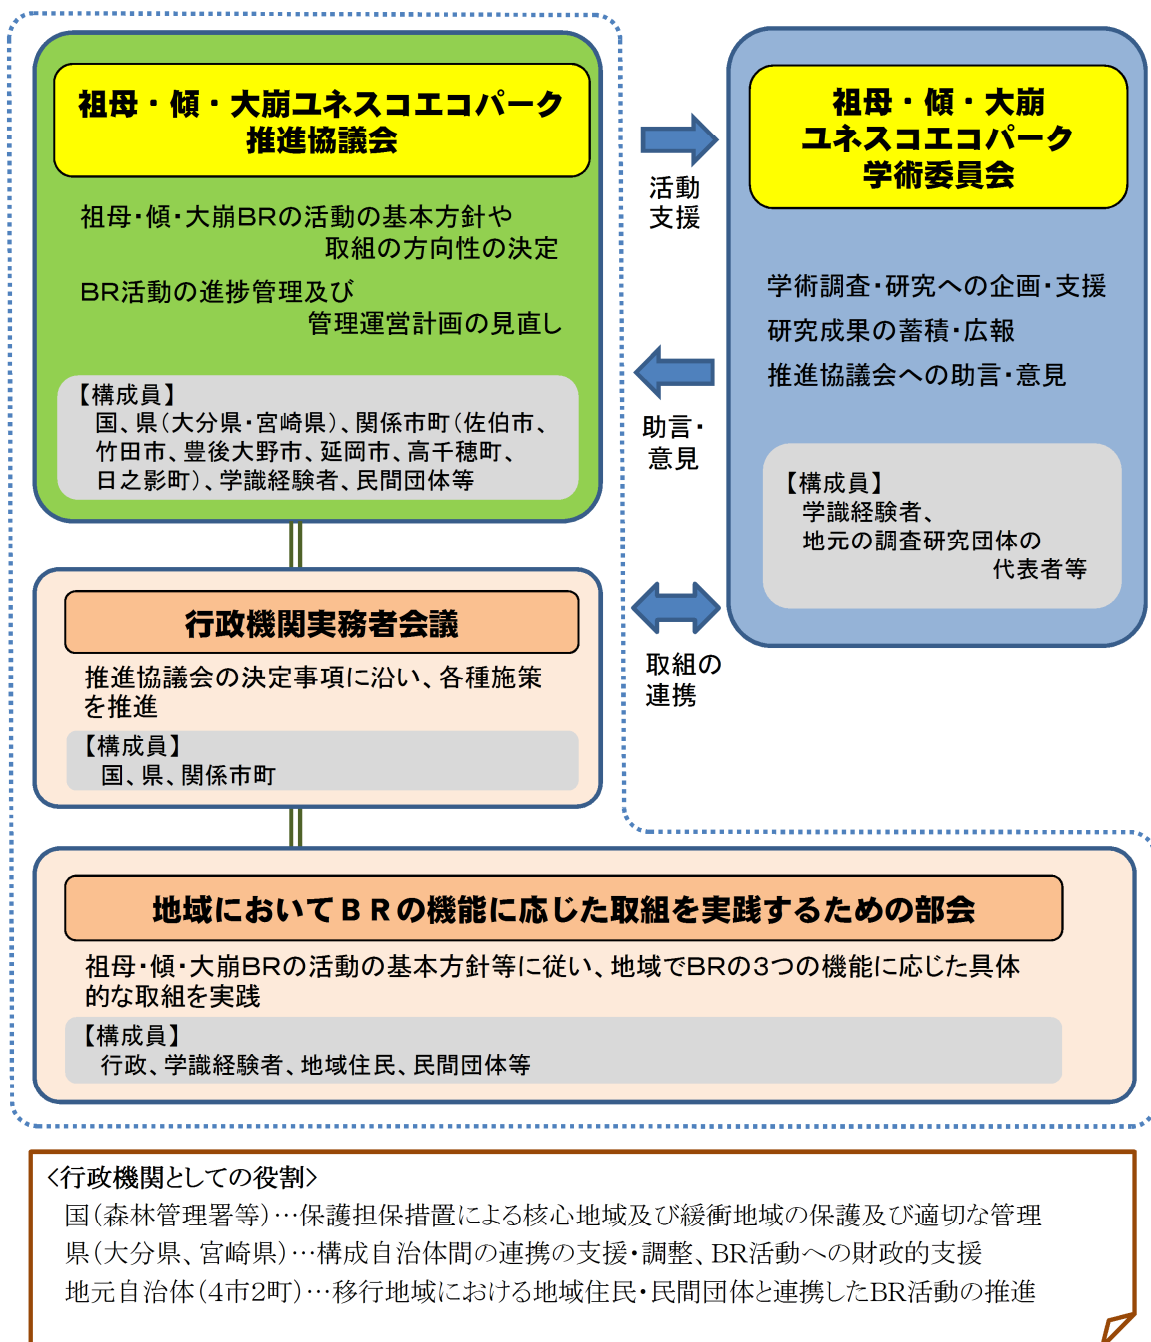 祖母・傾・大崩ユネスコエコパーク
推進協議会
祖母・傾・大崩BRの活動の基本方針や
取組の方向性の決定
BR活動の進捗管理及び
管理運営計画の見直し
【構成員】
国、県（大分県・宮崎県）、関係市町（佐伯市、
竹田市、豊後大野市、延岡市、高千穂町、
日之影町）、学識経験者、民間団体等
活動
支援
助言・
意見
取組の
連携
祖母・傾・大崩
ユネスコエコパーク
学術委員会
学術調査・研究への企画・支援
研究成果の蓄積・広報
推進協議会への助言・意見
【構成員】
学識経験者、
地元の調査研究団体の
代表者等
行政機関実務者会議
推進協議会の決定事項に沿い、各種施策
を推進
【構成員】
国、県、関係市町
地域においてＢＲの機能に応じた取組を実践するための部会
祖母・傾・大崩BRの活動の基本方針等に従い、地域でBRの3つの機能に応じた具体
的な取組を実践
【構成員】
行政、学識経験者、地域住民、民間団体等
<行政機関としての役割>
国（森林管理署等）…保護担保措置による核心地域及び緩衝地域の保護及び適切な管理
県（大分県、宮崎県）…構成自治体間の連携の支援・調整、BR活動への財政的支援
地元自治体（4市2町）…移行地域における地域住民・民間団体と連携したBR活動の推進